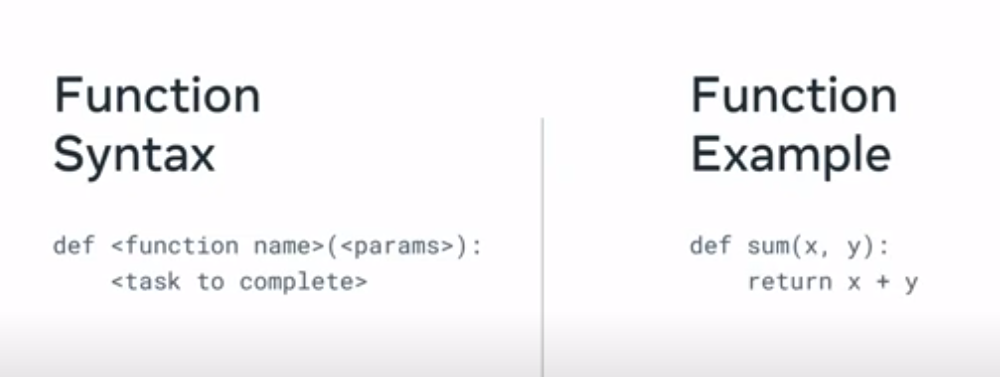 Function
Syntax
def <function name>(<params>):
    <task to complete>
Function
Example
def sum(x, y):
    return x + y